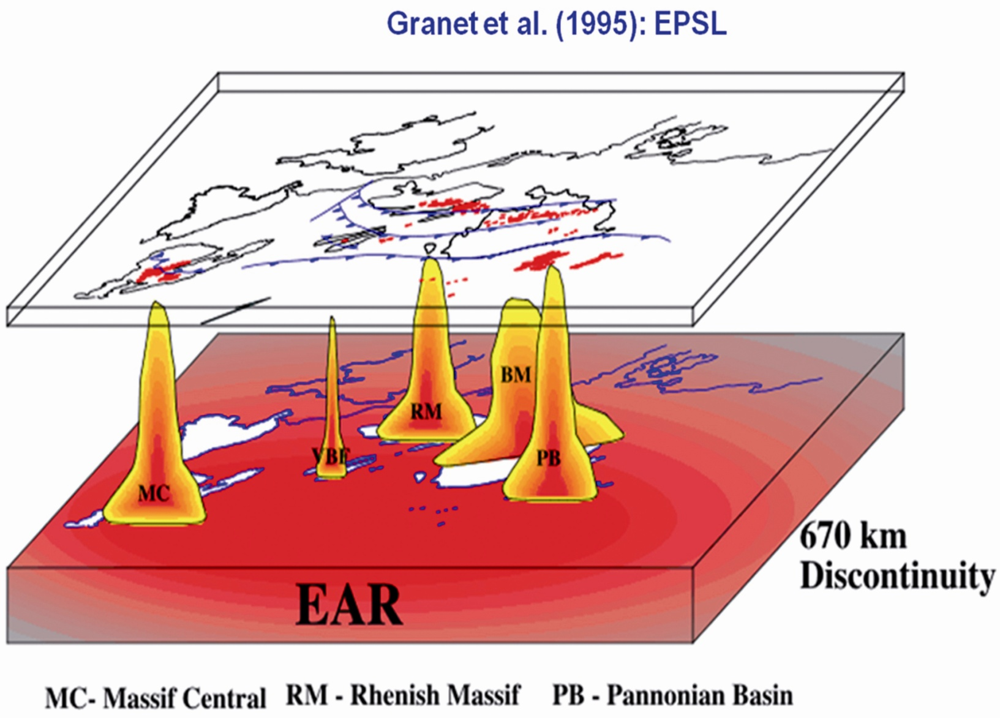 Granet et al. (1995): EPSL
BM
RM
VBF
PB
MC
670 km
Discontinuity
EAR
MC- Massif Central RM - Rhenish Massif PB - Pannonian Basin